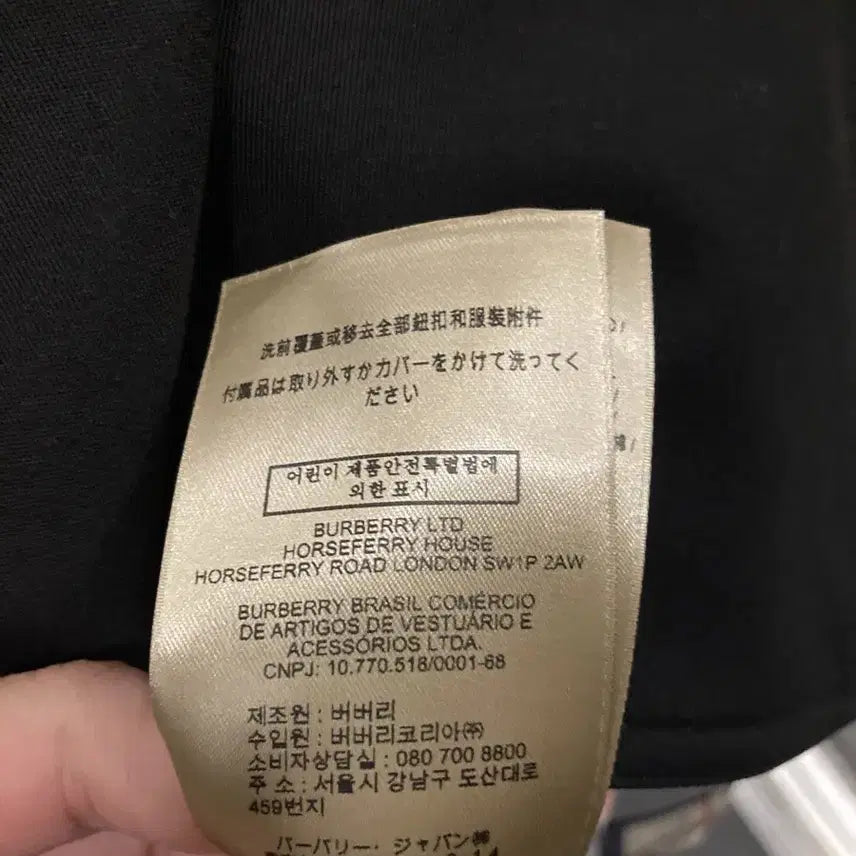 洗前覆蓋或移去全部鈕扣和服裝附件
付属品は取り外すかカバーをかけて洗ってく
ださい
어린이 제품안전특별법에
의한 표시
BURBERRY LTD
HORSEFERRY HOUSE
HORSEFERRY ROAD LONDON SW1P 2AW
BURBERRY BRASIL COMÉRCIO
DE ARTIGOS DE VESTUÁRIO E
ACESSÓRIOS LTDA.
CNPJ: 10.770.518/0001-68
제조원 : 버버리
수입원 : 버버리코리아㈜
소비자상담실 : 080 700 8800
주 소 : 서울시 강남구 도산대로
459번지
バーバリー・ジャパン㈱